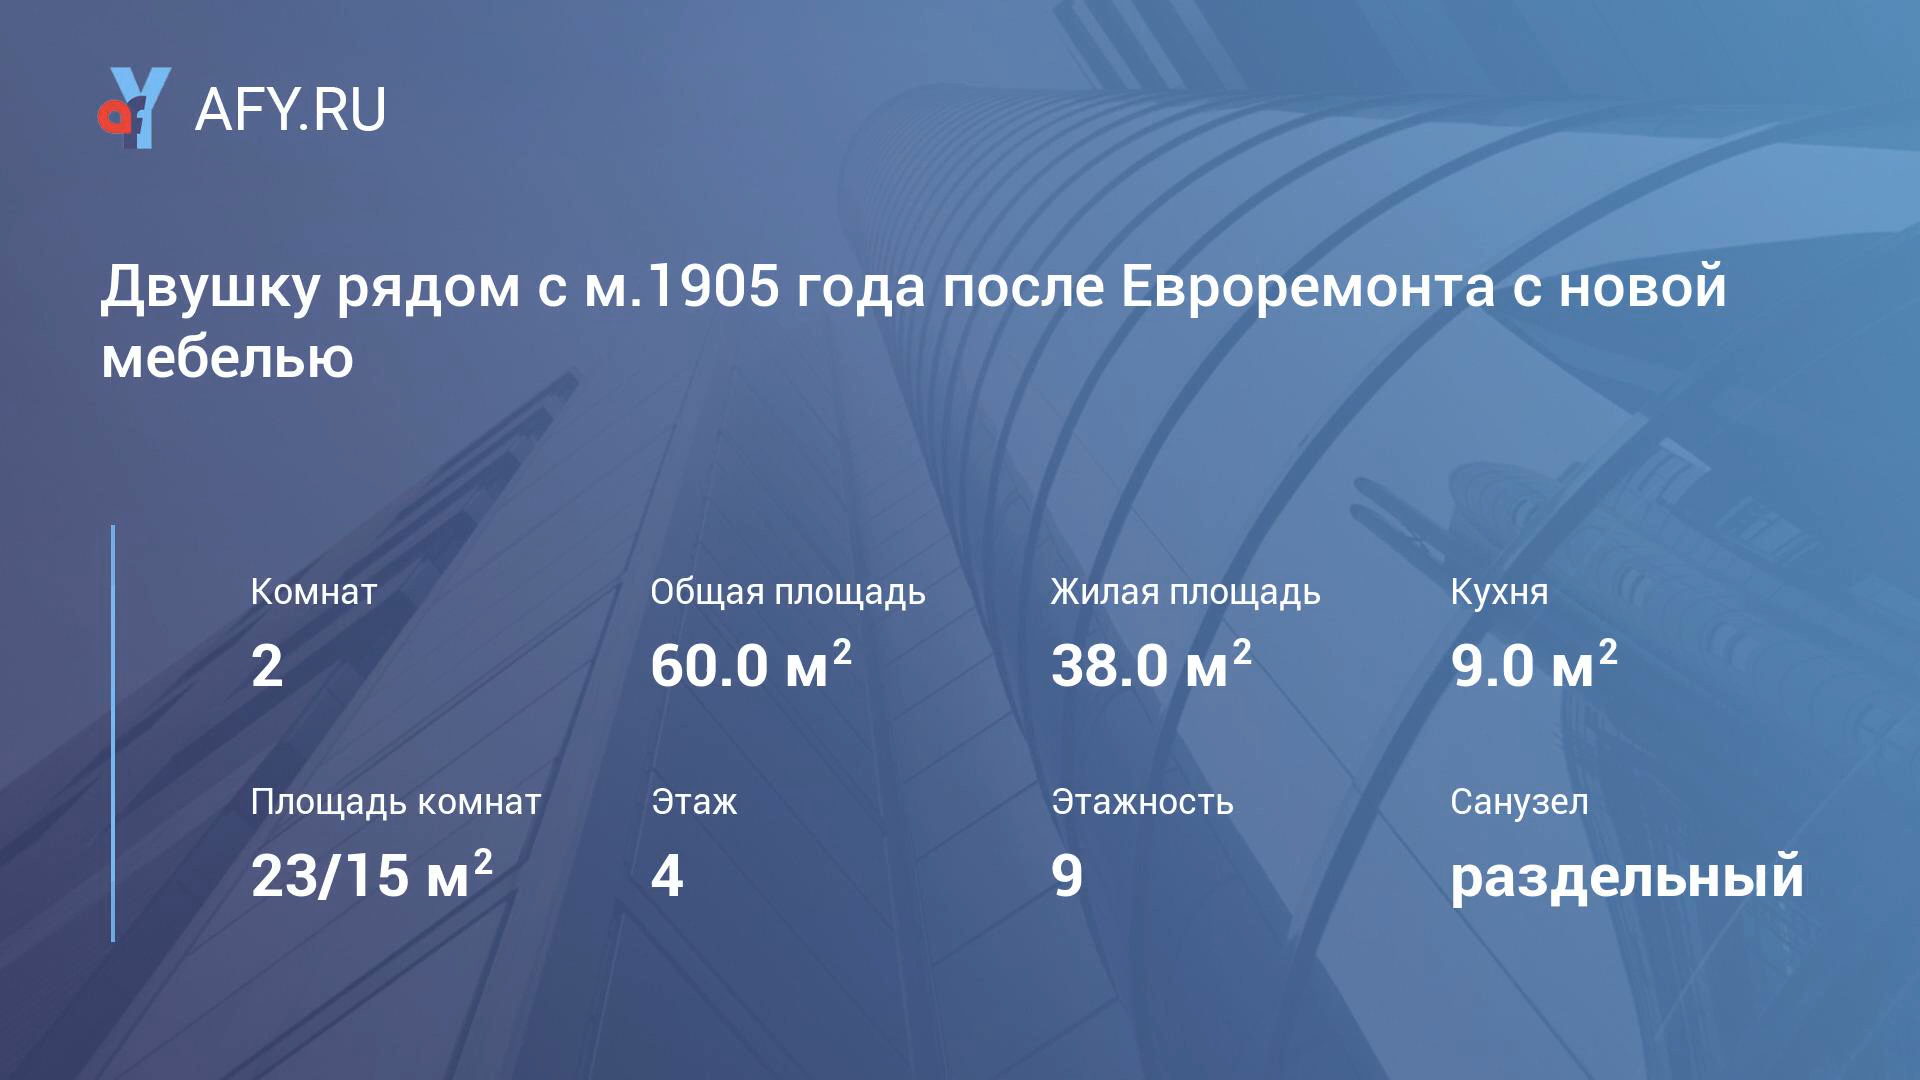 AFY.RU
Двушку рядом с м.1905 года после Евроремонта с новой
мебелью
Комнат
2
Общая площадь
60.0 м²
Жилая площадь
38.0 м²
Кухня
9.0 м²
Площадь комнат
23/15 м²
Этаж
4
Этажность
9
Санузел
раздельный